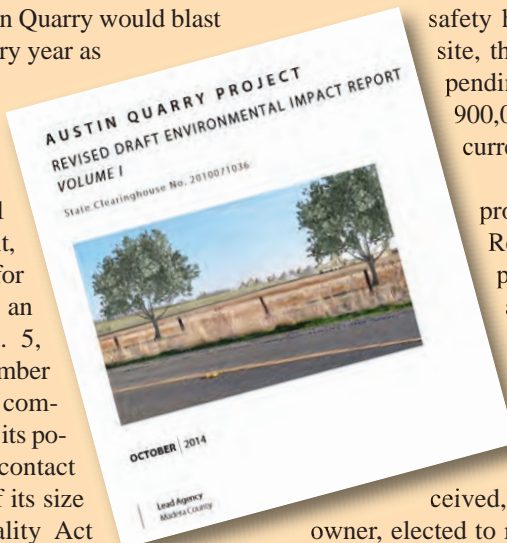 n Quarry would blast
ry year as
l
t,
for
an
. 5,
mber
com-
its po-
contact
f its size
ality Act
AUSTIN QUARRY PROJECT
REVISED DRAFT ENVIRONMENTAL IMPACT REPORT
VOLUME I
State Clearinghouse No. 2010071036
OCTOBER | 2014
Lead Agency
Madera County
safety h
site, th
pendin
900,0
curre
pro
Re
p
a
ceived,
owner, elected to r